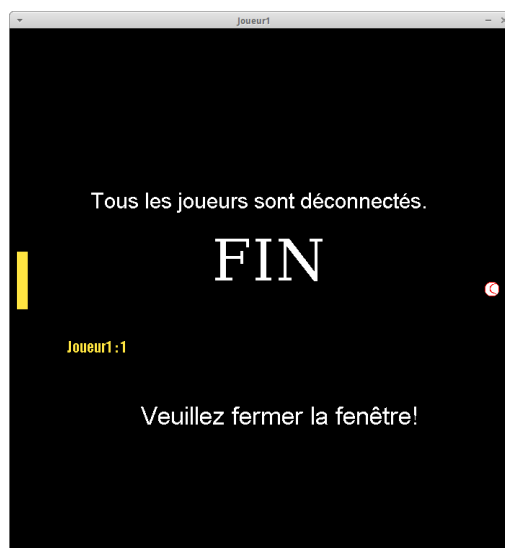 Joueur1
Tous les joueurs sont déconnectés.
FIN
Joueur1:1
Veuillez fermer la fenêtre!